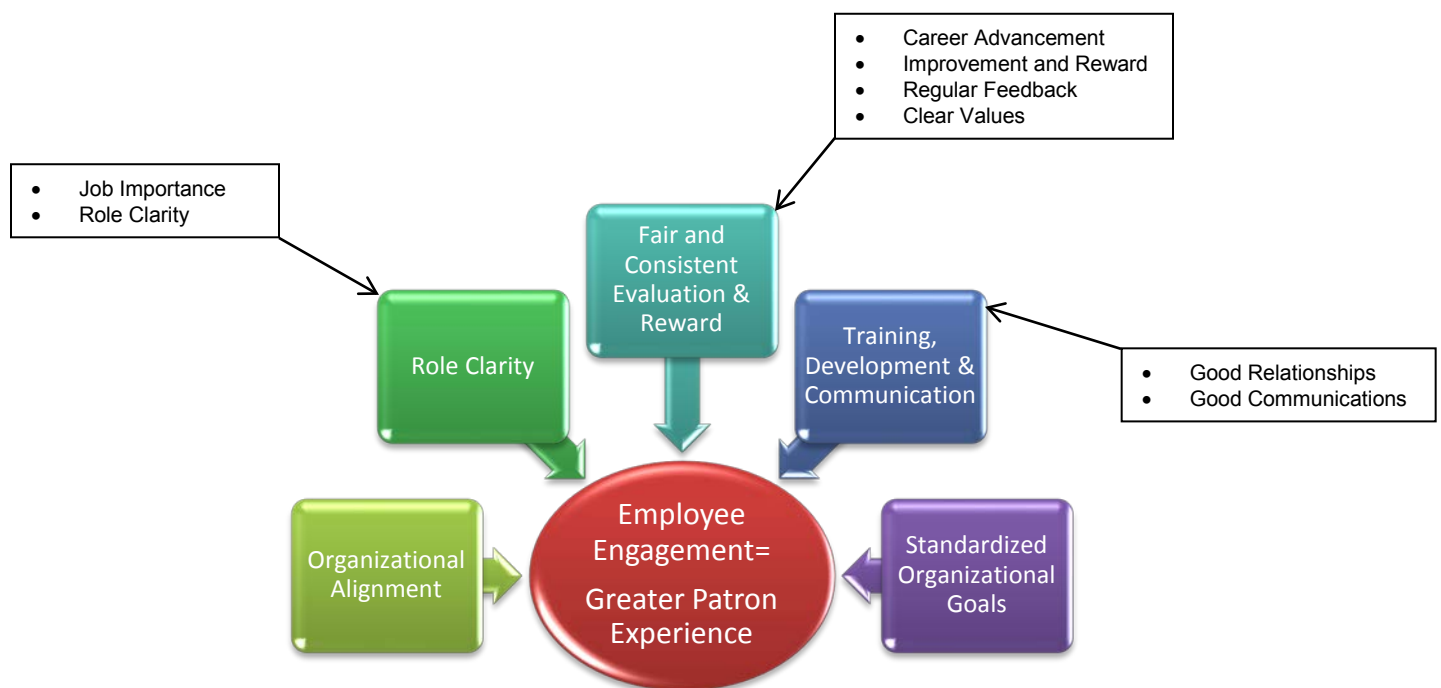 • Career Advancement
• Improvement and Reward
• Regular Feedback
• Clear Values
• Job Importance
• Role Clarity
Fair and
Consistent
Evaluation &
Reward
Role Clarity
Training,
Development &
Communication
• Good Relationships
• Good Communications
Organizational
Alignment
Employee
Engagement=
Greater Patron
Experience
Standardized
Organizational
Goals